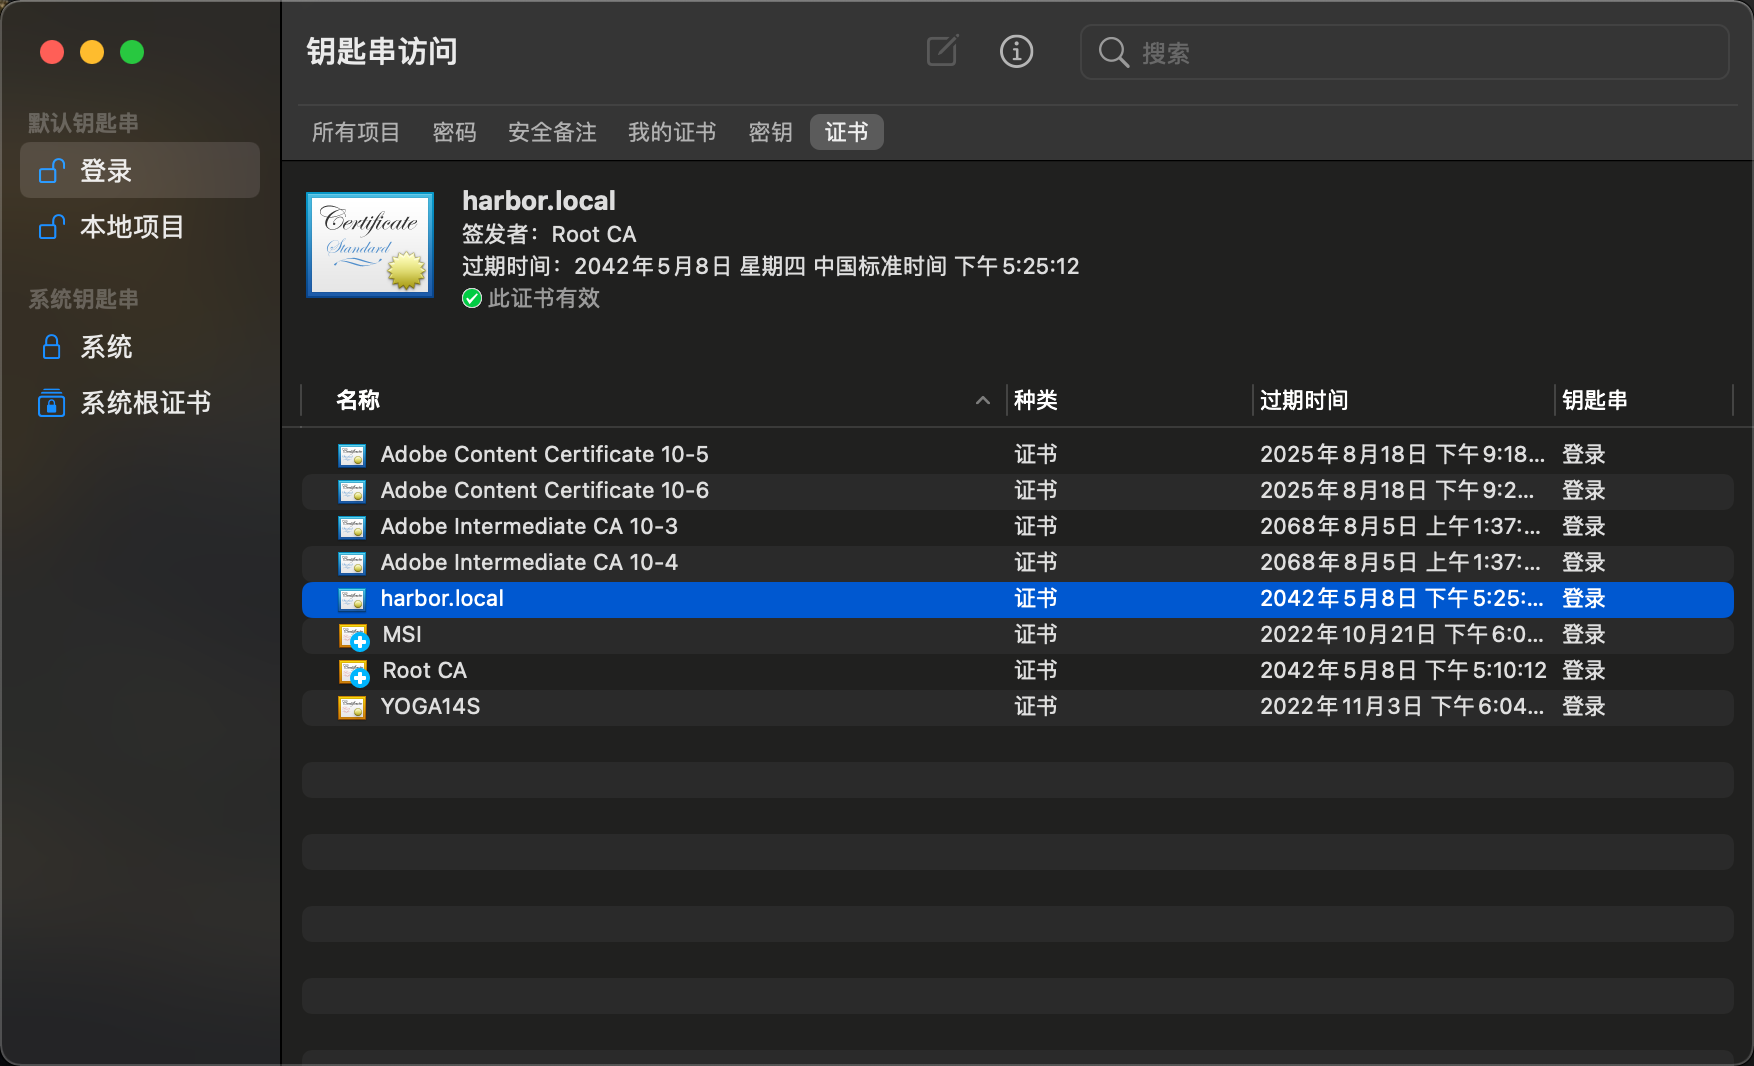 钥匙串访问
搜索
默认钥匙串
登录
本地项目
系统钥匙串
系统
系统根证书
所有项目 密码 安全备注 我的证书 密钥 证书
Certificate
Standard
harbor.local
签发者：Root CA
过期时间：2042年5月8日 星期四 中国标准时间 下午5:25:12
此证书有效
名称 种类 过期时间 钥匙串
Adobe Content Certificate 10-5 证书 2025年8月18日 下午9:18... 登录
Adobe Content Certificate 10-6 证书 2025年8月18日 下午9:2... 登录
Adobe Intermediate CA 10-3 证书 2068年8月5日 上午1:37:... 登录
Adobe Intermediate CA 10-4 证书 2068年8月5日 上午1:37:... 登录
harbor.local 证书 2042年5月8日 下午5:25:... 登录
MSI 证书 2022年10月21日 下午6:0... 登录
Root CA 证书 2042年5月8日 下午5:10:12 登录
YOGA14S 证书 2022年11月3日 下午6:04... 登录